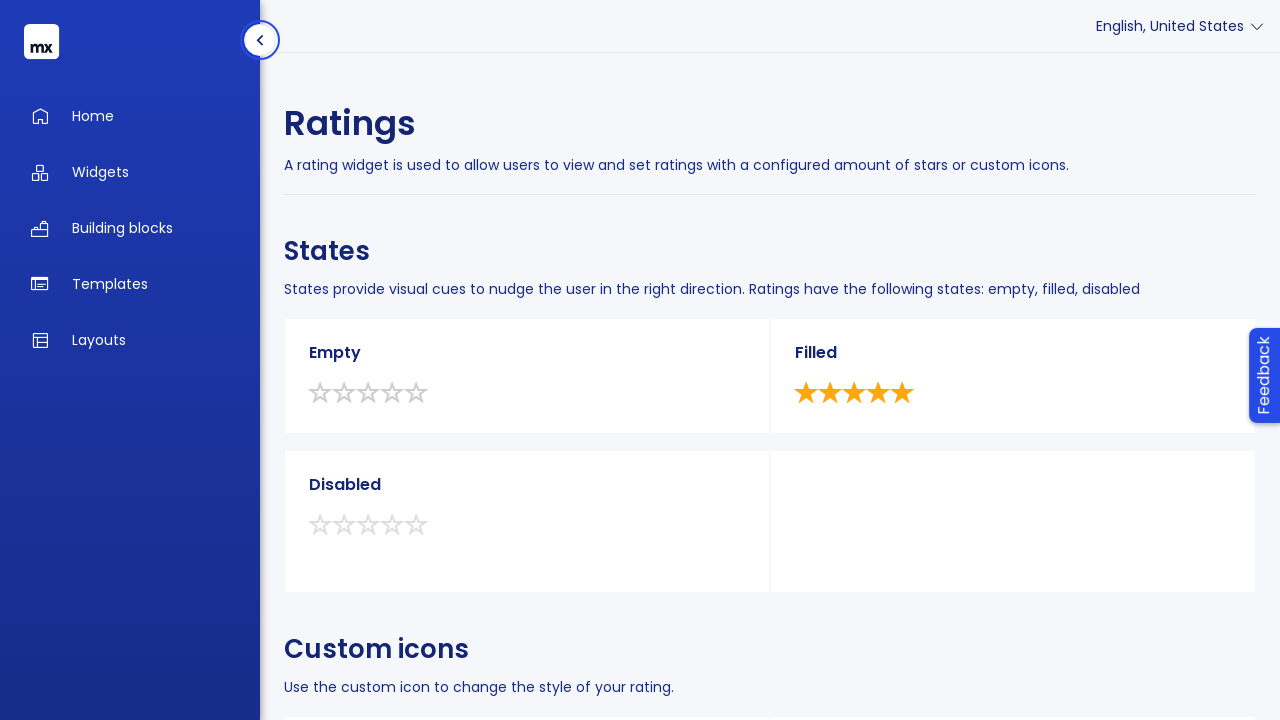 mx
English, United States
Home
Widgets
Building blocks
Templates
Layouts
Ratings
A rating widget is used to allow users to view and set ratings with a configured amount of stars or custom icons.
States
States provide visual cues to nudge the user in the right direction. Ratings have the following states: empty, filled, disabled
Empty
Filled
Disabled
Custom icons
Use the custom icon to change the style of your rating.
Feedback